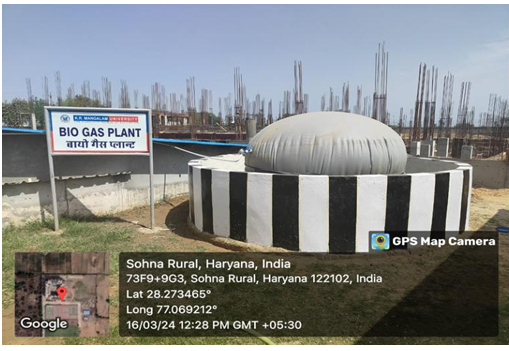 K.R. MANGALAM UNIVERSITY
BIO GAS PLANT
बायो गैस प्लान्ट
GPS Map Camera
Sohna Rural, Haryana, India
73F9+9G3, Sohna Rural, Haryana 122102, India
Lat 28.273465°
Long 77.069212°
16/03/24 12:28 PM GMT +05:30
Google